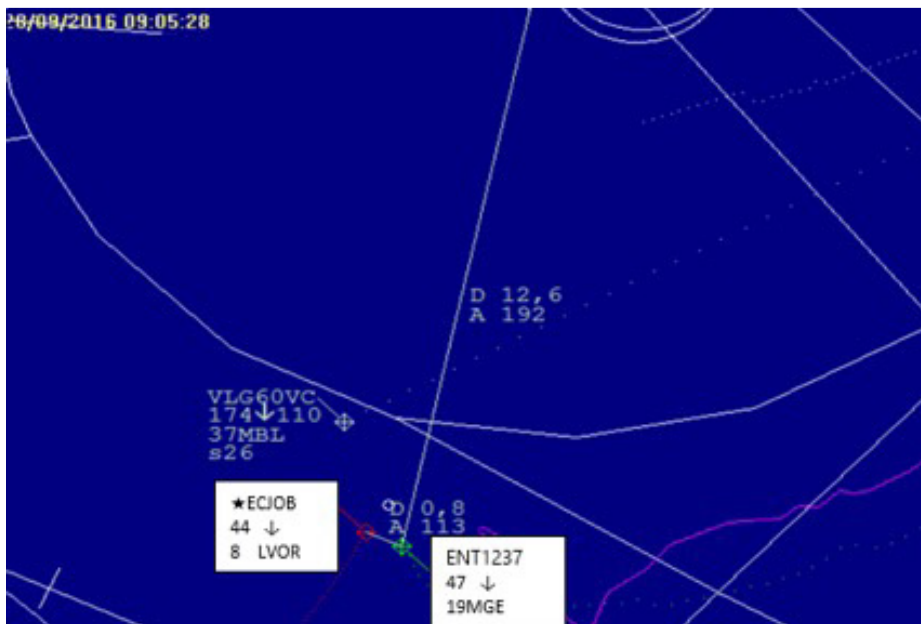 28/09/2016 09:05:28
D 12,6
A 192
VLG60VC
174↓110
37MBL
s26
D 0,8
A 113
★ECJOB
44 ↓
8 LVOR
ENT1237
47 ↓
19MGE